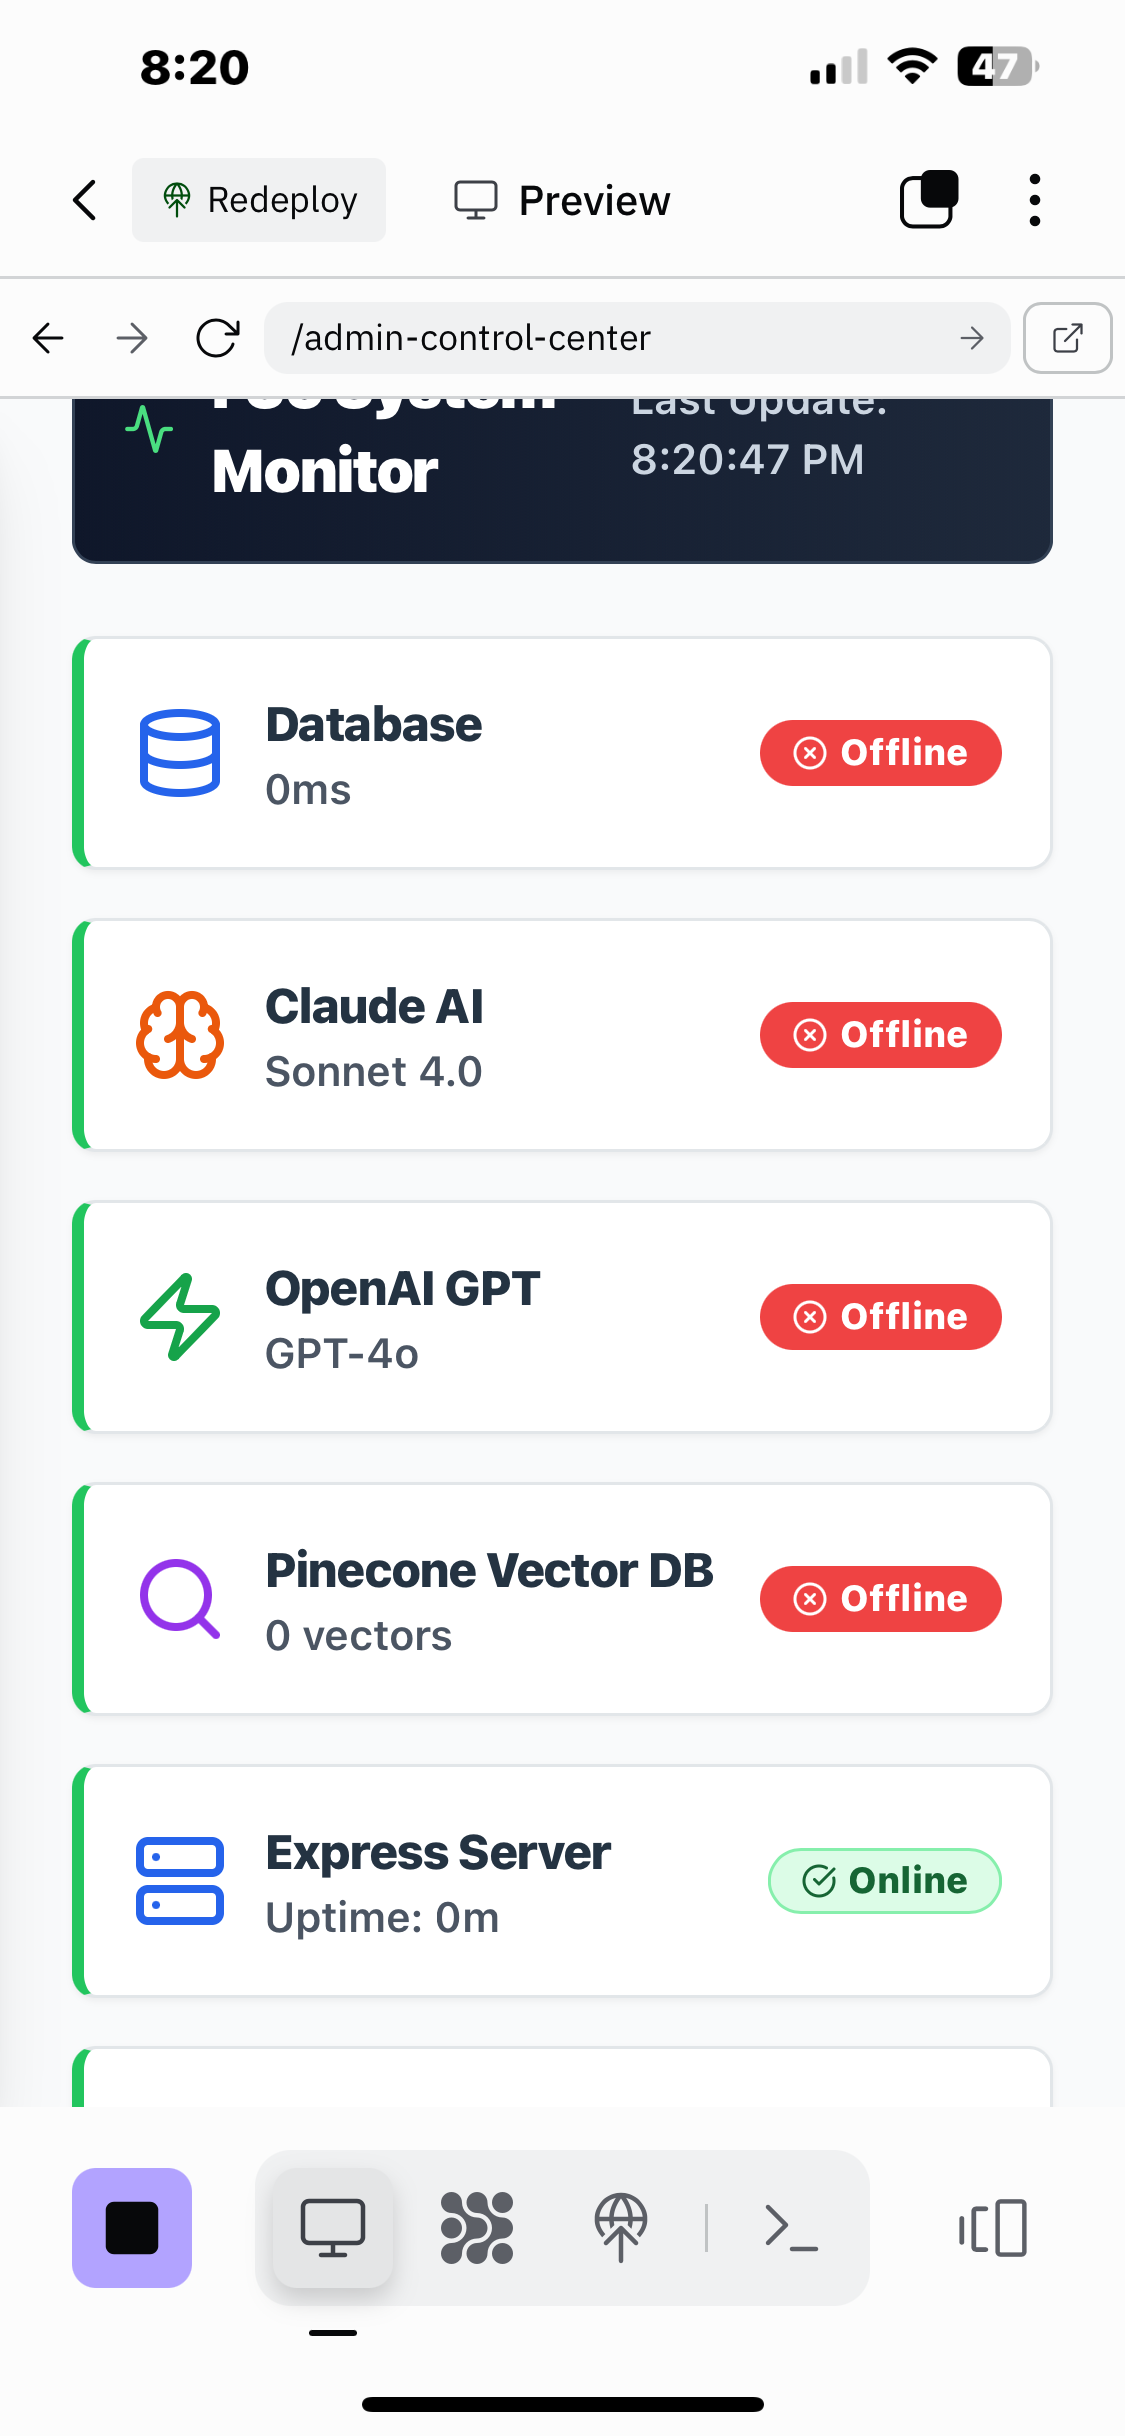 8:20
47
Redeploy
Preview
/admin-control-center
System
Monitor
Last Update:
8:20:47 PM
Database
0ms
Offline
Claude AI
Sonnet 4.0
Offline
OpenAI GPT
GPT-4o
Offline
Pinecone Vector DB
0 vectors
Offline
Express Server
Uptime: 0m
Online